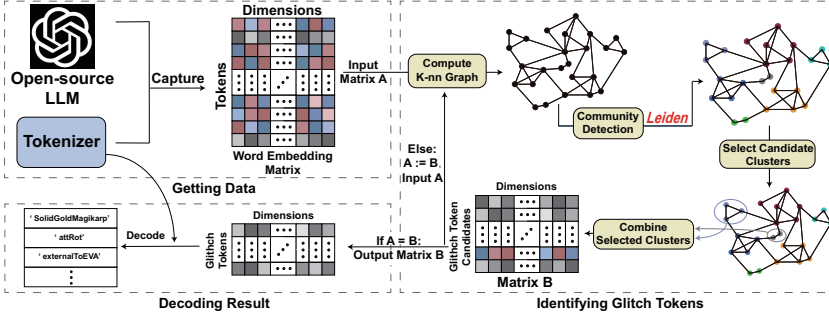 Open-source
LLM
Tokenizer
Capture
Dimensions
Tokens
Word Embedding
Matrix
Getting Data
Input
Matrix A
Compute
K-nn Graph
Community
Detection
Leiden
Select Candidate
Clusters
Combine
Selected Clusters
Dimensions
Glithch Token
Candidates
Matrix B
Else:
A := B,
Input A
If A = B:
Output Matrix B
Identifying Glitch Tokens
Dimensions
Glithch
Tokens
Decode
' SolidGoldMagikarp'
' attRot'
' externalToEVA'
Decoding Result